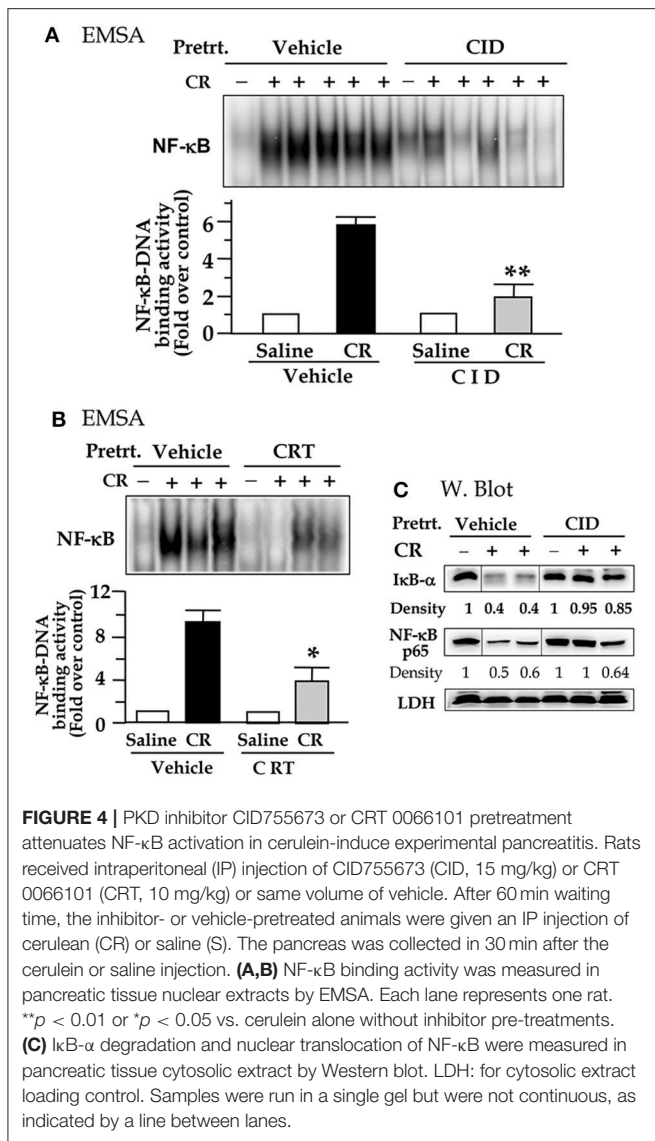 A EMSA
Pretrt. Vehicle CID
CR − + + + + + − + + + + +
NF-κB
NF-κB-DNA
binding activity
(Fold over control)
6
4
2
0
**
Saline CR Saline CR
Vehicle C I D
B EMSA
Pretrt. Vehicle CRT
CR − + + + − + + +
NF-κB
NF-κB-DNA
binding activity
(Fold over control)
12
8
4
0
*
Saline CR Saline CR
Vehicle C RT
C W. Blot
Pretrt. Vehicle CID
CR − + + − + +
IκB-α
Density 1 0.4 0.4 1 0.95 0.85
NF-κB
p65
Density 1 0.5 0.6 1 1 0.64
LDH
FIGURE 4 | PKD inhibitor CID755673 or CRT 0066101 pretreatment
attenuates NF-κB activation in cerulein-induce experimental pancreatitis. Rats
received intraperitoneal (IP) injection of CID755673 (CID, 15 mg/kg) or CRT
0066101 (CRT, 10 mg/kg) or same volume of vehicle. After 60 min waiting
time, the inhibitor- or vehicle-pretreated animals were given an IP injection of
cerulean (CR) or saline (S). The pancreas was collected in 30 min after the
cerulein or saline injection. (A,B) NF-κB binding activity was measured in
pancreatic tissue nuclear extracts by EMSA. Each lane represents one rat.
**p < 0.01 or *p < 0.05 vs. cerulein alone without inhibitor pre-treatments.
(C) IκB-α degradation and nuclear translocation of NF-κB were measured in
pancreatic tissue cytosolic extract by Western blot. LDH: for cytosolic extract
loading control. Samples were run in a single gel but were not continuous, as
indicated by a line between lanes.